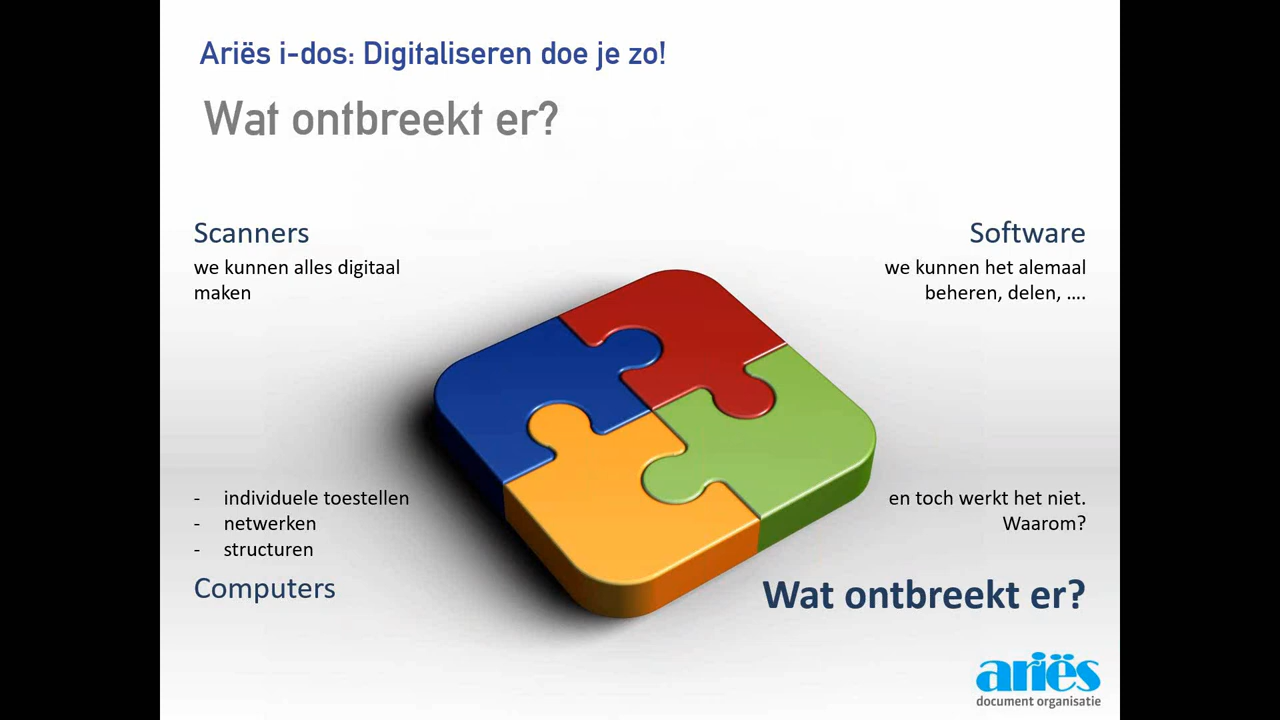 Ariës i-dos: Digitaliseren doe je zo!
Wat ontbreekt er?
Scanners
we kunnen alles digitaal
maken
Software
we kunnen het alemaal
beheren, delen, ....
- individuele toestellen
- netwerken
- structuren
Computers
en toch werkt het niet.
Waarom?
Wat ontbreekt er?
ariës
document organisatie